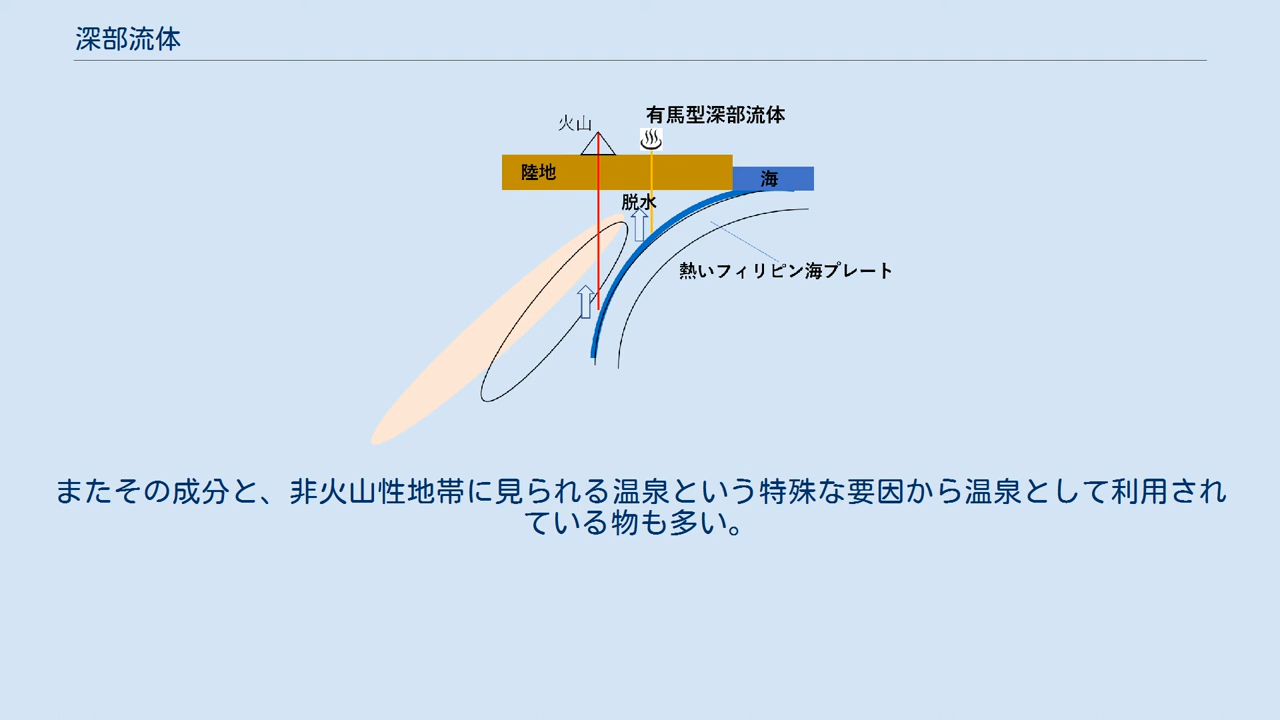 深部流体
有馬型深部流体
火山
陸地
海
脱水
熱いフィリピン海プレート
またその成分と、非火山性地帯に見られる温泉という特殊な要因から温泉として利用され
ている物も多い。